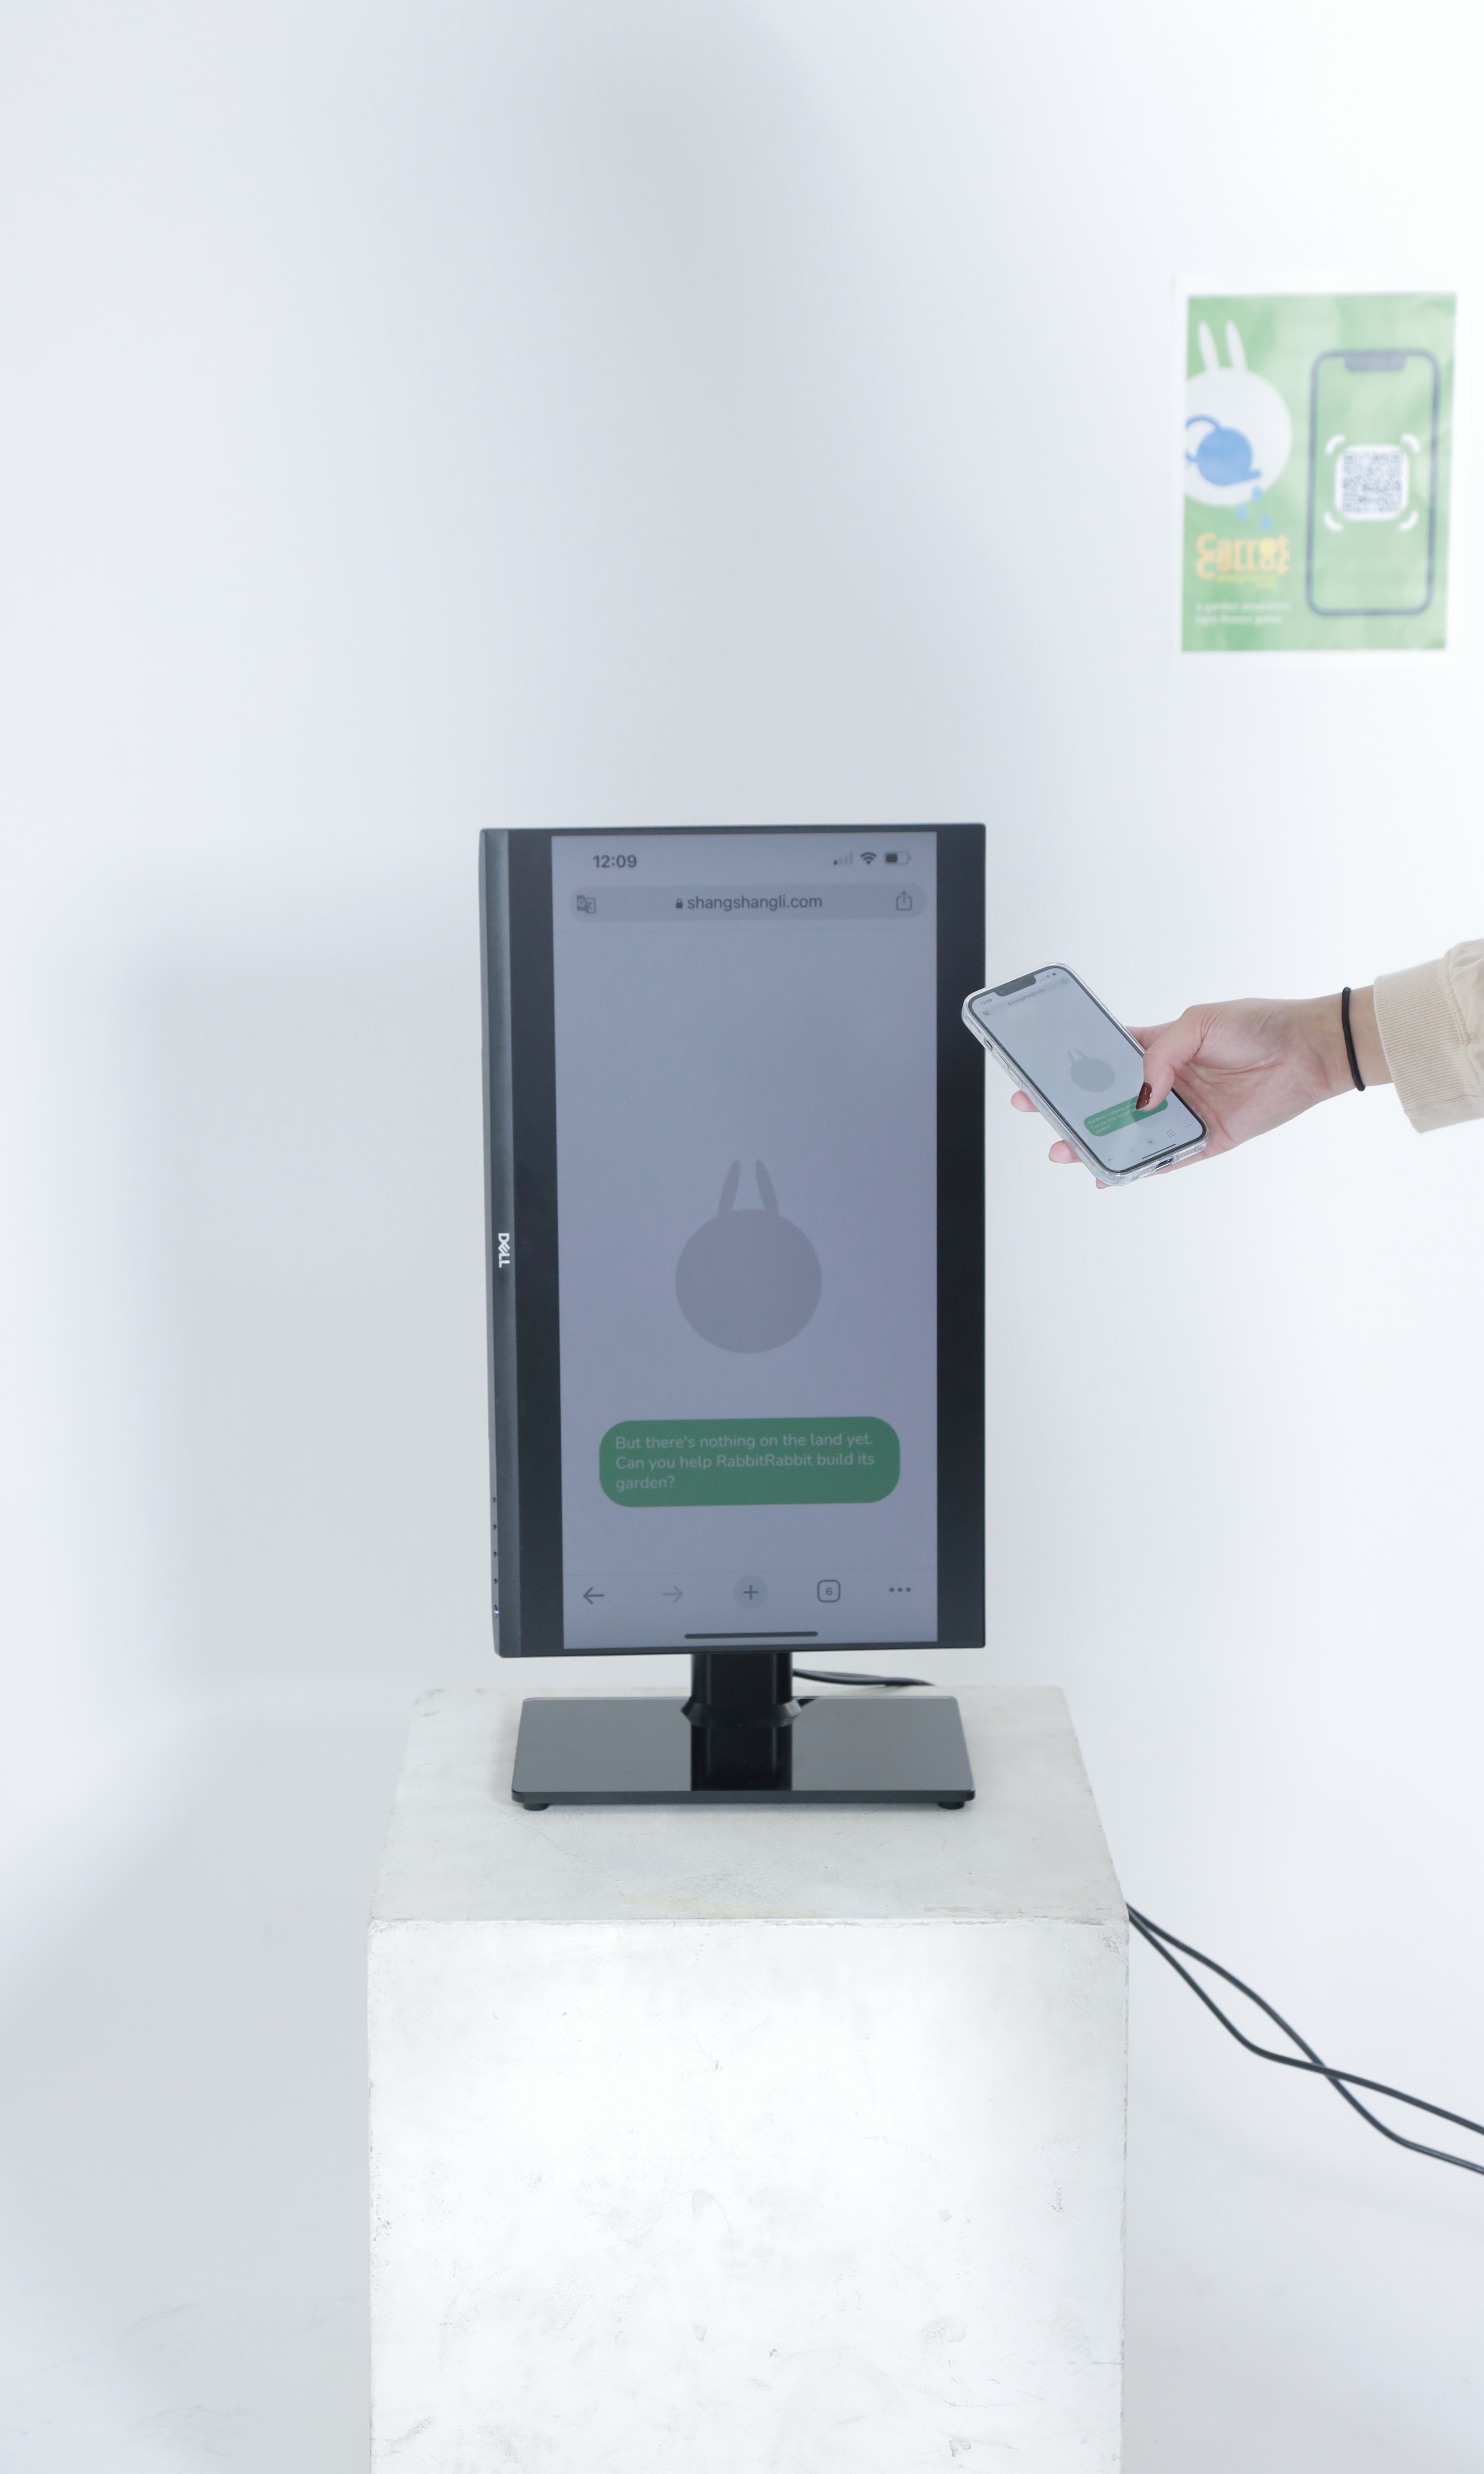 Carrot
Carrot
12:09
shangshangli.com
DELL
But there's nothing on the land yet.
Can you help RabbitRabbit build its
garden?
6